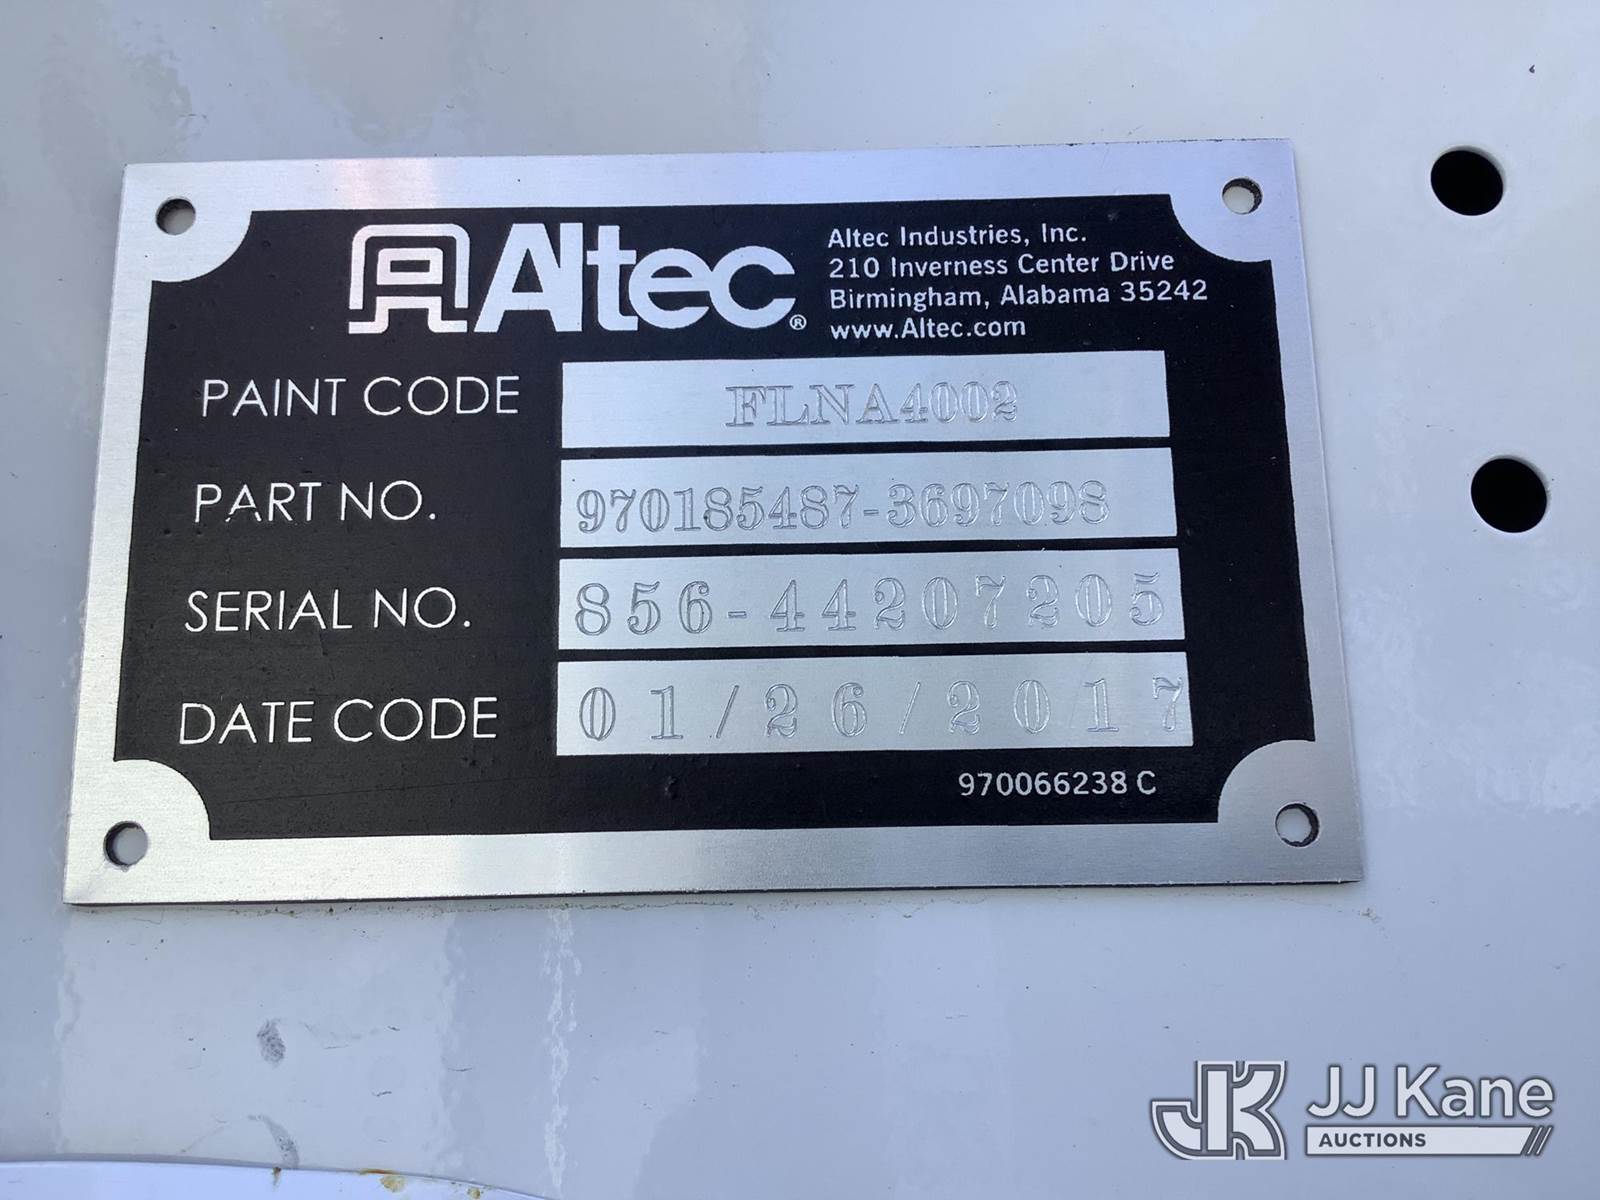 Altec®
Altec Industries, Inc.
210 Inverness Center Drive
Birmingham, Alabama 35242
www.Altec.com
PAINT CODE FLNA4002
PART NO. 970185487-3697098
SERIAL NO. 856-44207205
DATE CODE 01/26/2017
970066238 C
JK JJ Kane
AUCTIONS